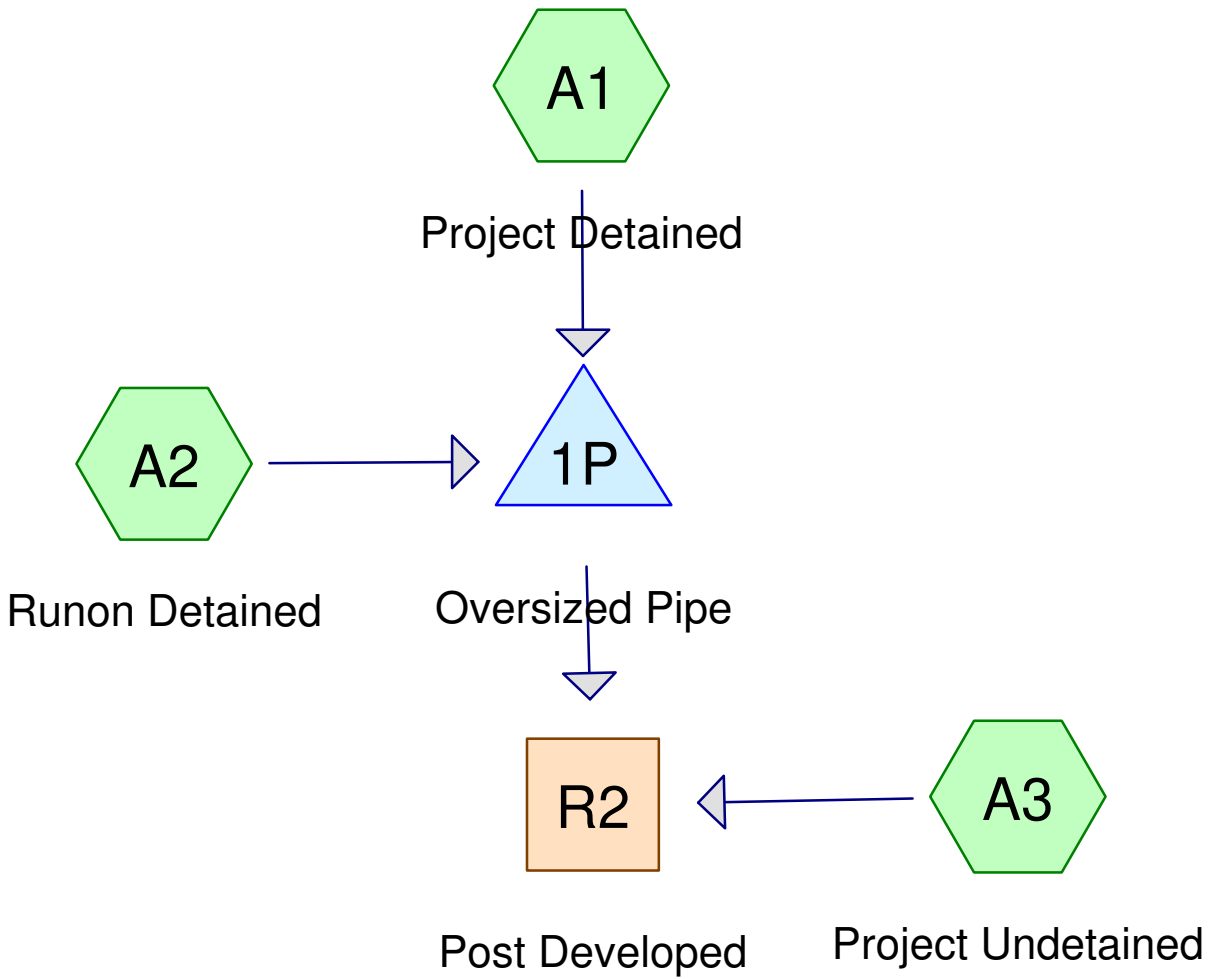 A1
Project Detained
A2
1P
Runon Detained
Oversized Pipe
R2
A3
Post Developed
Project Undetained